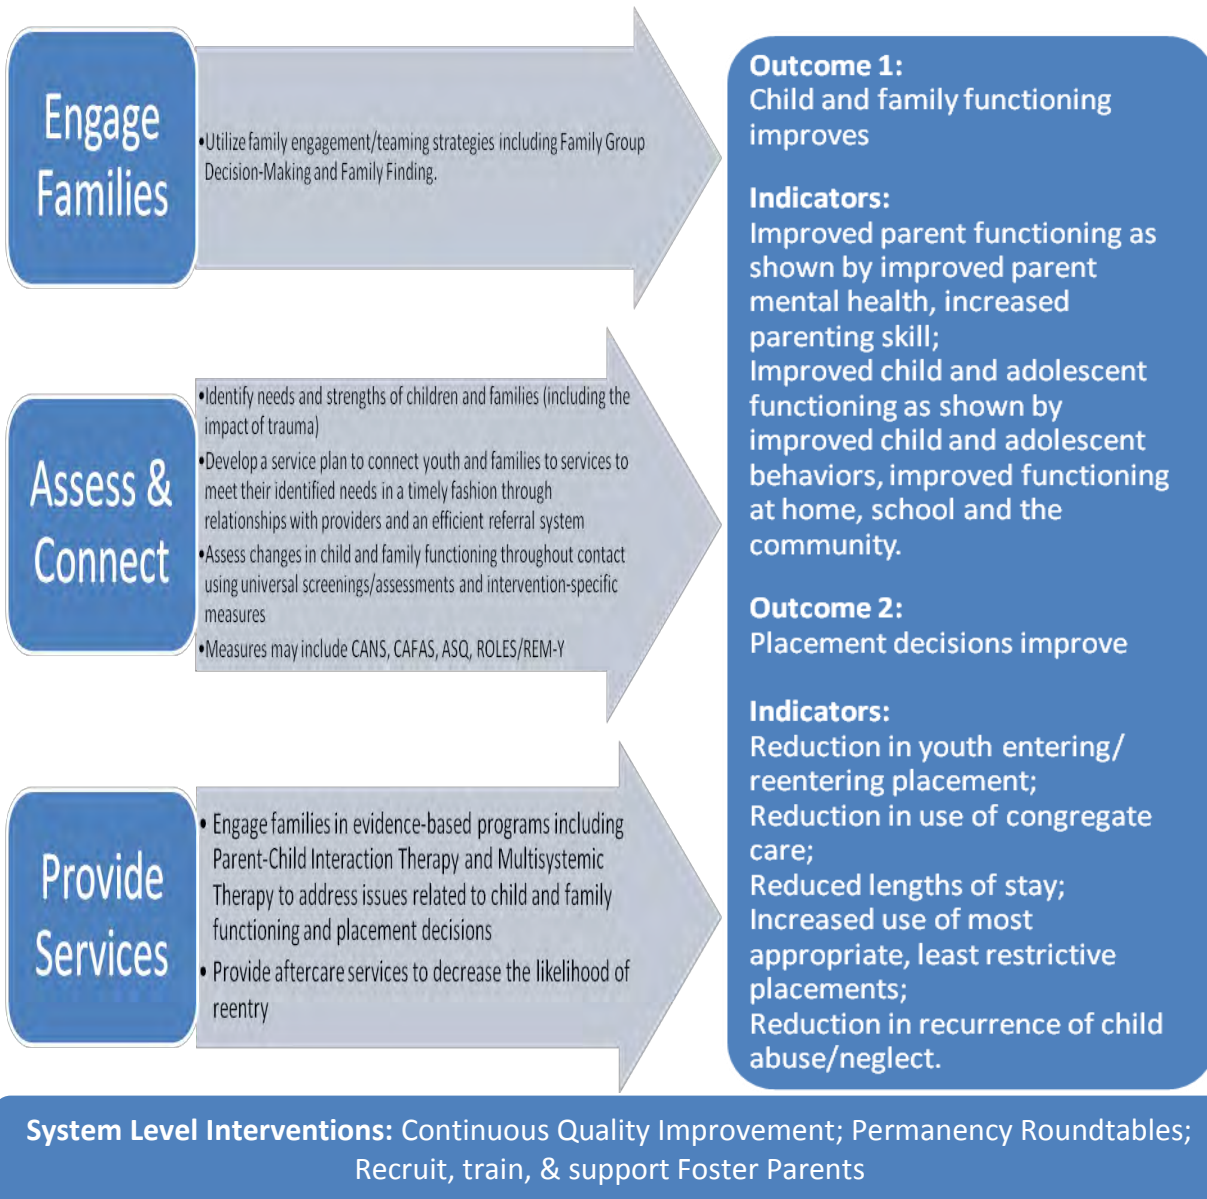 Engage
Families
•Utilize family engagement/teaming strategies including Family Group
Decision-Making and Family Finding.
Assess &
Connect
•Identify needs and strengths of children and families (including the
impact of trauma)
•Develop a service plan to connect youth and families to services to
meet their identified needs in a timely fashion through
relationships with providers and an efficient referral system
•Assess changes in child and family functioning throughout contact
using universal screenings/assessments and intervention-specific
measures
•Measures may include CANS, CAFAS, ASQ, ROLES/REM-Y
Provide
Services
• Engage families in evidence-based programs including
Parent-Child Interaction Therapy and Multisystemic
Therapy to address issues related to child and family
functioning and placement decisions
• Provide aftercare services to decrease the likelihood of
reentry
Outcome 1:
Child and family functioning
improves
Indicators:
Improved parent functioning as
shown by improved parent
mental health, increased
parenting skill;
Improved child and adolescent
functioning as shown by
improved child and adolescent
behaviors, improved functioning
at home, school and the
community.
Outcome 2:
Placement decisions improve
Indicators:
Reduction in youth entering/
reentering placement;
Reduction in use of congregate
care;
Reduced lengths of stay;
Increased use of most
appropriate, least restrictive
placements;
Reduction in recurrence of child
abuse/neglect.
System Level Interventions: Continuous Quality Improvement; Permanency Roundtables;
Recruit, train, & support Foster Parents